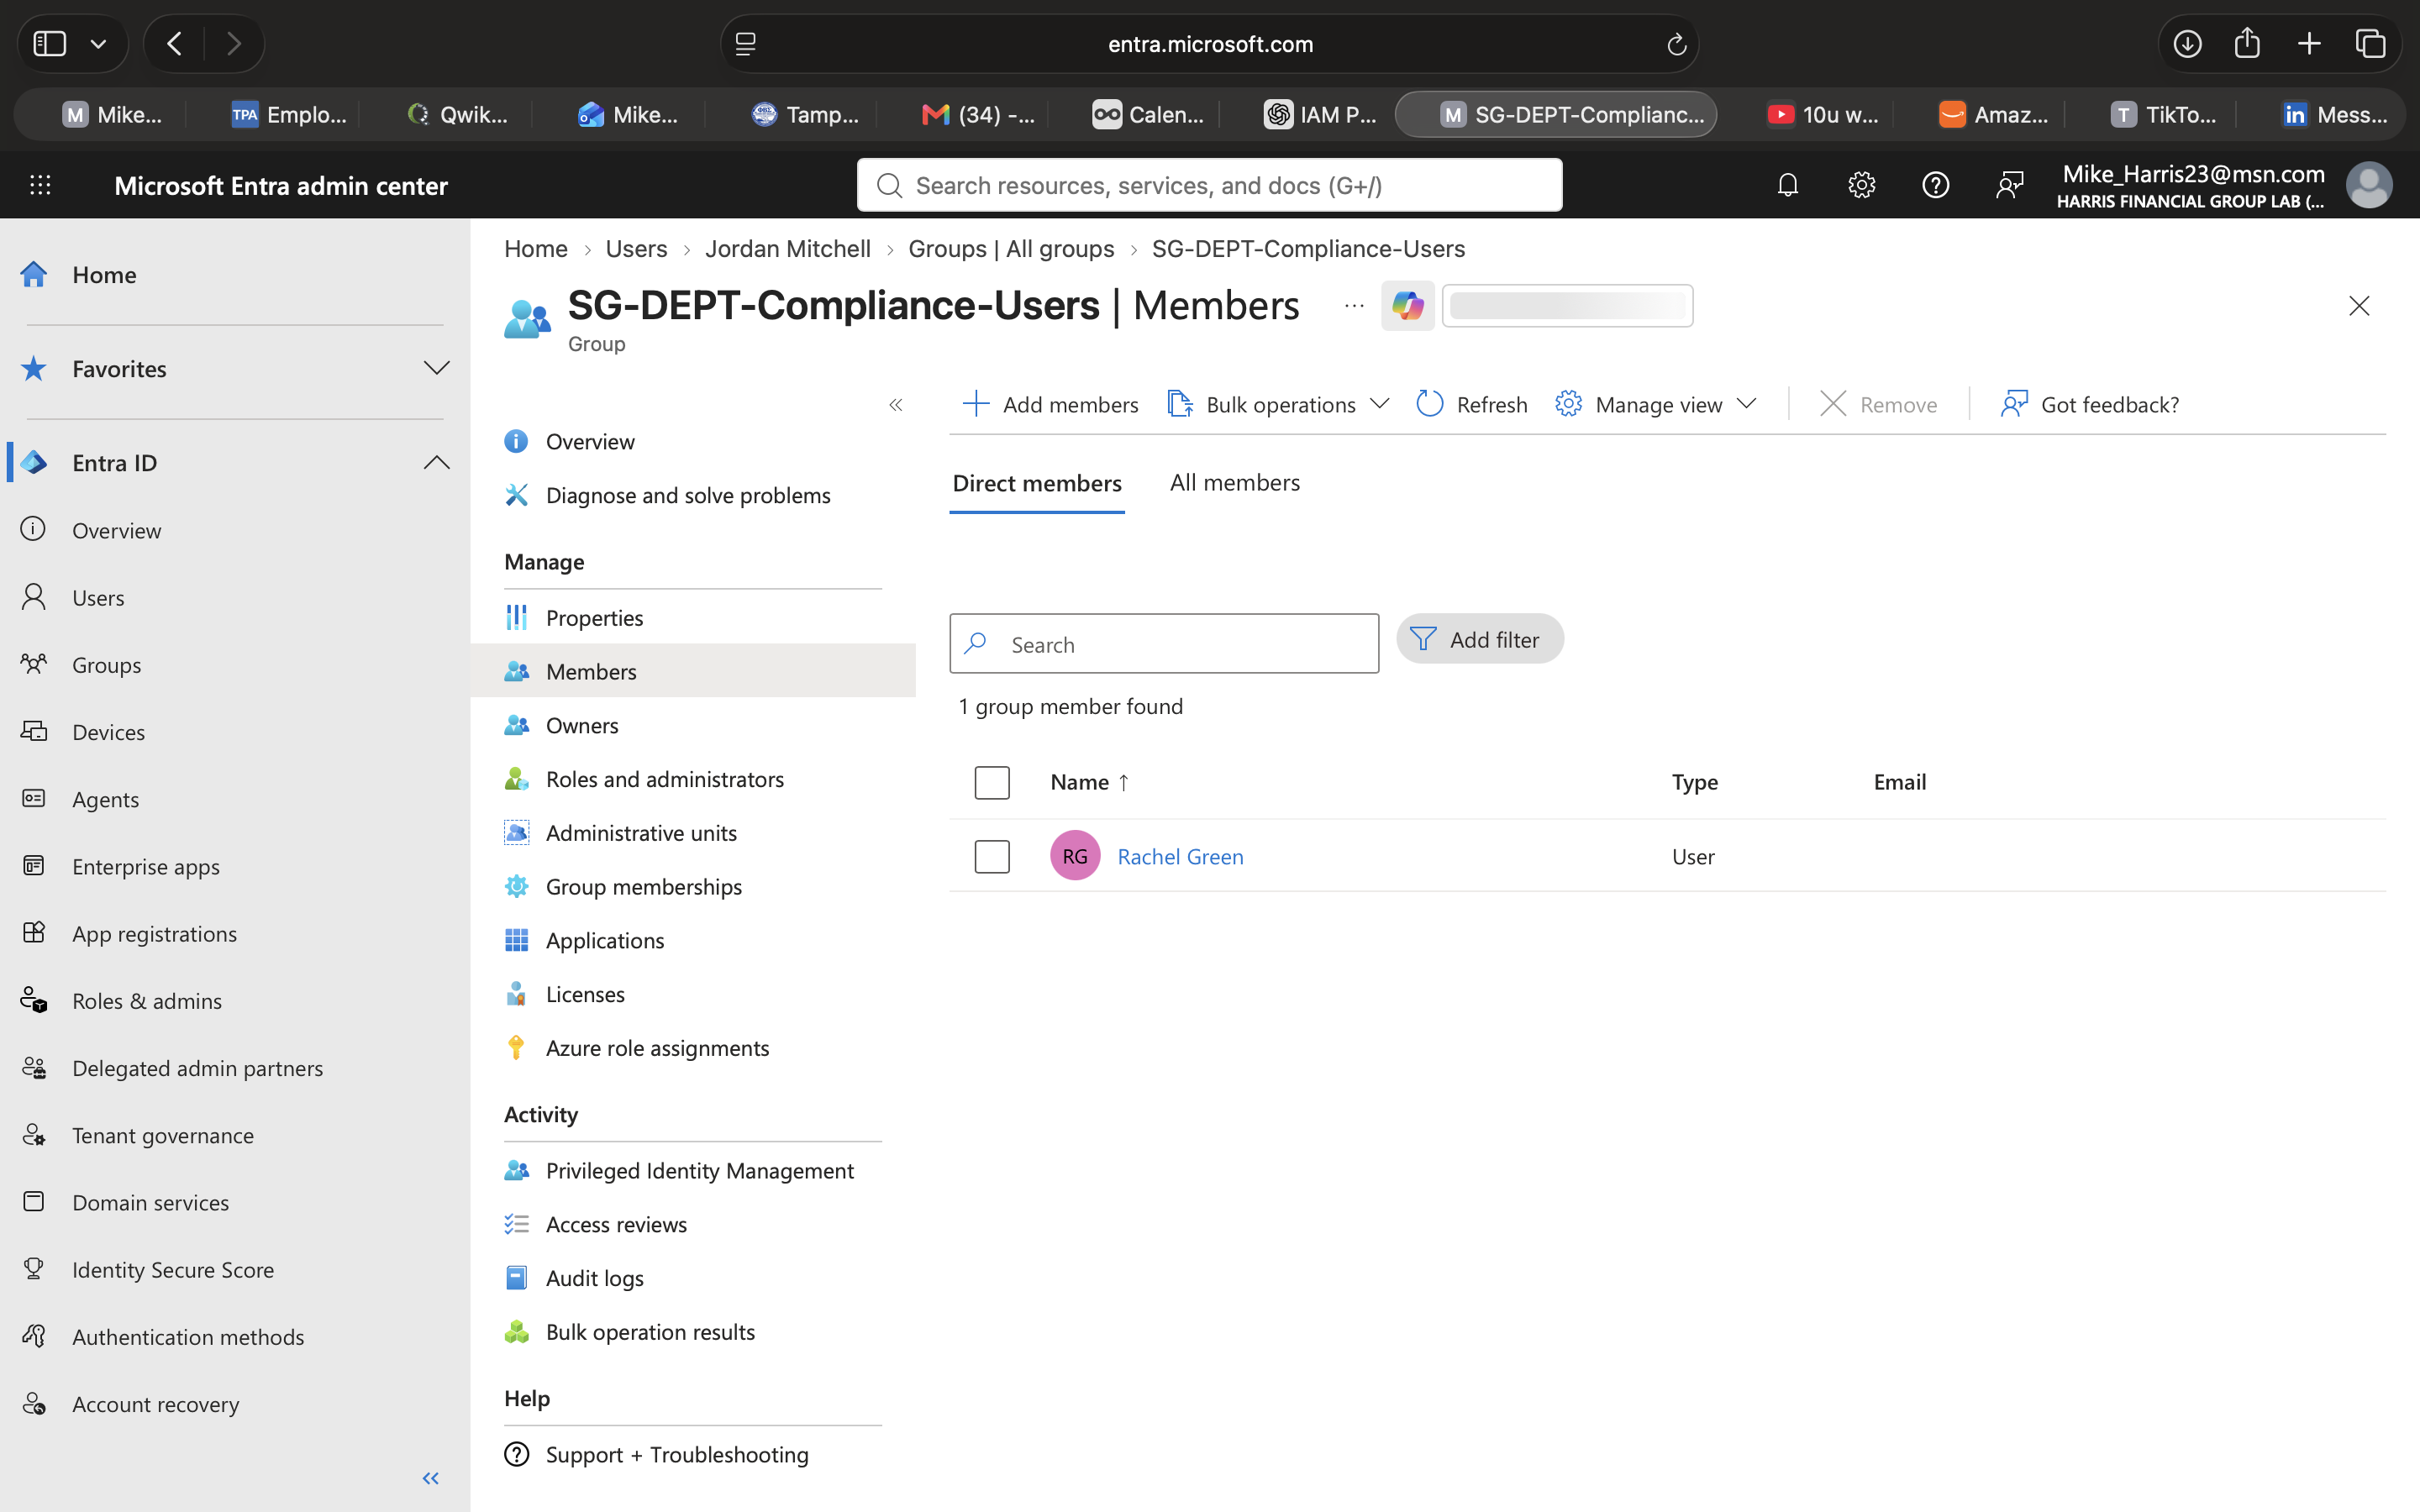 entra.microsoft.com
M Mike...
TPA Emplo...
Qwik...
Mike...
Tamp...
(34) -...
Calen...
IAM P...
M SG-DEPT-Complianc...
10u w...
Amaz...
T TikTo...
in Mess...
Microsoft Entra admin center
Search resources, services, and docs (G+/)
Mike_Harris23@msn.com
HARRIS FINANCIAL GROUP LAB (...
Home
Favorites
Entra ID
Overview
Users
Groups
Devices
Agents
Enterprise apps
App registrations
Roles & admins
Delegated admin partners
Tenant governance
Domain services
Identity Secure Score
Authentication methods
Account recovery
Home > Users > Jordan Mitchell > Groups | All groups > SG-DEPT-Compliance-Users
SG-DEPT-Compliance-Users | Members ...
Group
Overview
Diagnose and solve problems
Manage
Properties
Members
Owners
Roles and administrators
Administrative units
Group memberships
Applications
Licenses
Azure role assignments
Activity
Privileged Identity Management
Access reviews
Audit logs
Bulk operation results
Help
Support + Troubleshooting
Add members Bulk operations Refresh Manage view Remove Got feedback?
Direct members All members
Search Add filter
1 group member found
Name ↑ Type Email
RG Rachel Green User